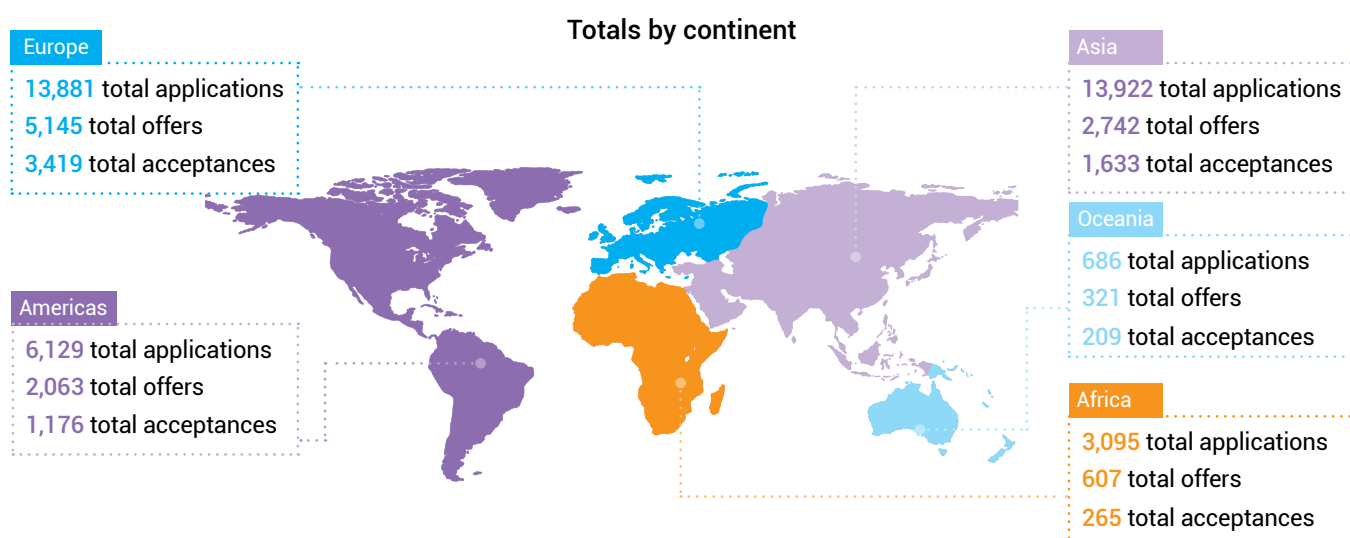 Totals by continent
Europe
13,881 total applications
5,145 total offers
3,419 total acceptances
Americas
6,129 total applications
2,063 total offers
1,176 total acceptances
Asia
13,922 total applications
2,742 total offers
1,633 total acceptances
Oceania
686 total applications
321 total offers
209 total acceptances
Africa
3,095 total applications
607 total offers
265 total acceptances